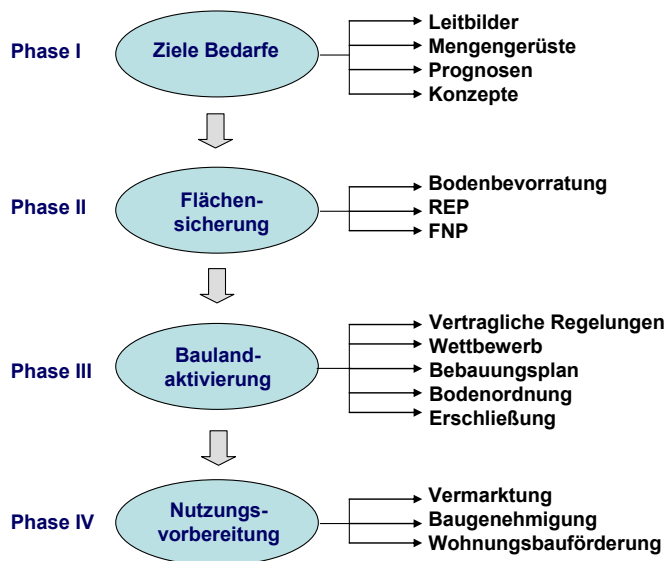 Phase I
Ziele Bedarfe
Leitbilder
Mengengerüste
Prognosen
Konzepte
Phase II
Flächen-
sicherung
Bodenbevorratung
REP
FNP
Phase III
Bauland-
aktivierung
Vertragliche Regelungen
Wettbewerb
Bebauungsplan
Bodenordnung
Erschließung
Phase IV
Nutzungs-
vorbereitung
Vermarktung
Baugenehmigung
Wohnungsbauförderung